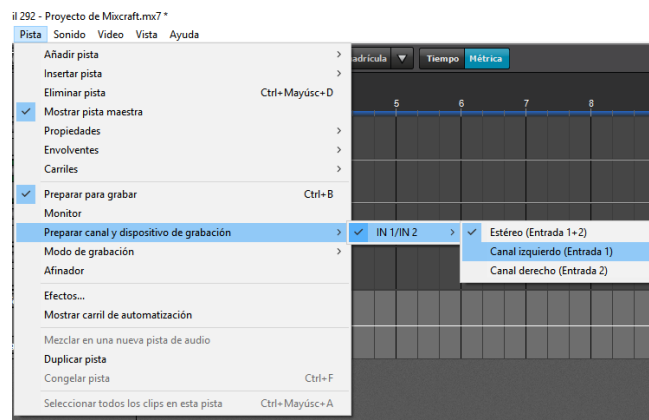 il 292 - Proyecto de Mixcraft.mx7 *
Pista Sonido Video Vista Ayuda
Añadir pista
Insertar pista
Eliminar pista Ctrl+Mayúsc+D
Mostrar pista maestra
Propiedades
Envolventes
Carriles
Preparar para grabar Ctrl+B
Monitor
Preparar canal y dispositivo de grabación
Modo de grabación
Afinador
Efectos...
Mostrar carril de automatización
Mezclar en una nueva pista de audio
Duplicar pista
Congelar pista Ctrl+F
Seleccionar todos los clips en esta pista Ctrl+Mayúsc+A
adrícula Tiempo Métrica
5 6 7 8
IN 1/IN 2
Estéreo (Entrada 1+2)
Canal izquierdo (Entrada 1)
Canal derecho (Entrada 2)